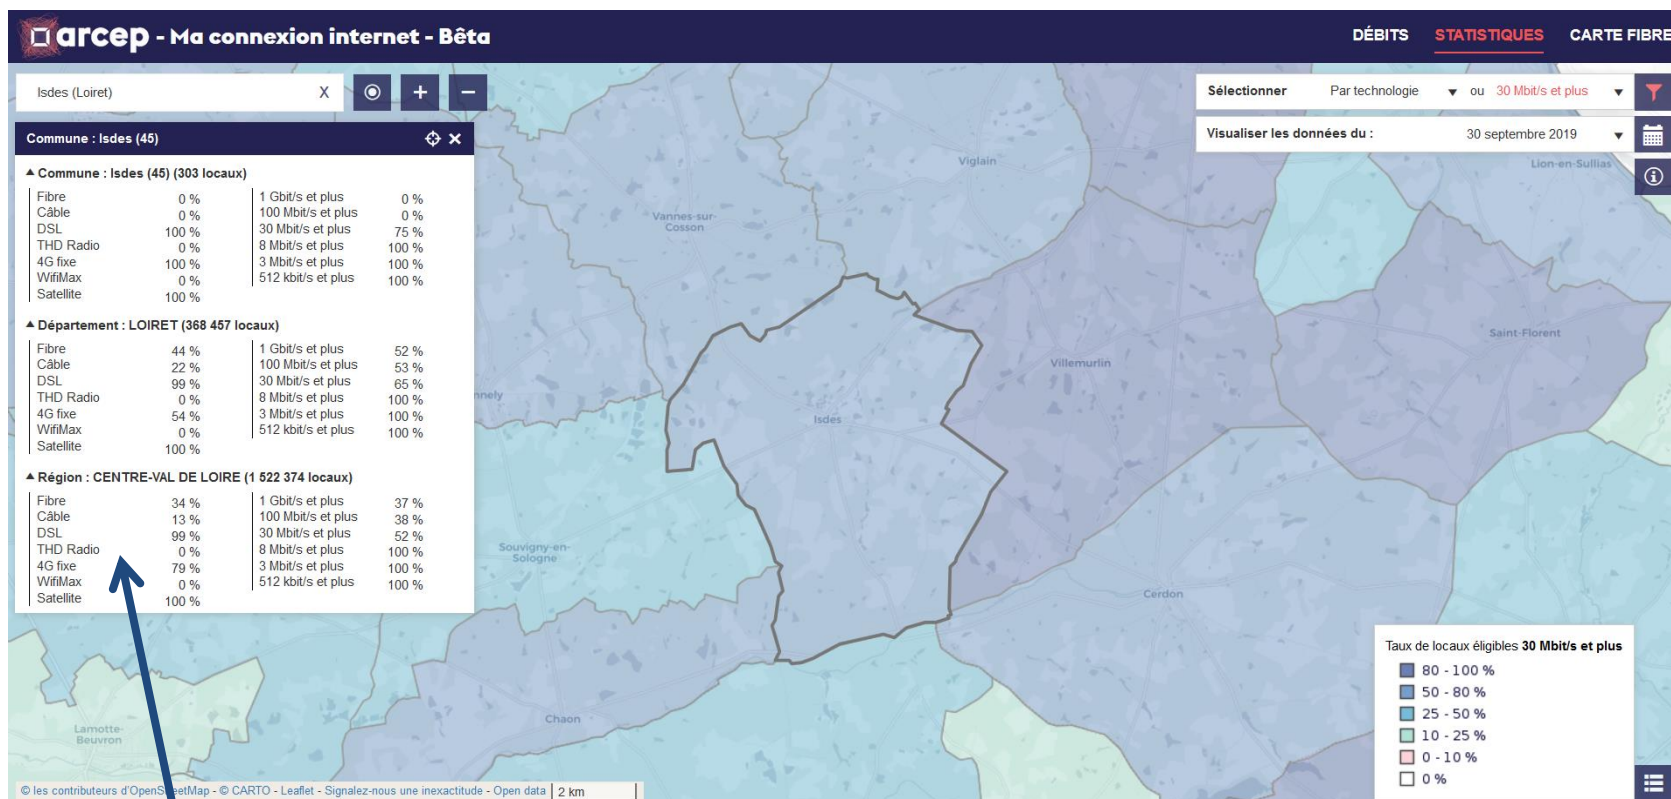 arcep - Ma connexion internet - Bêta
DÉBITS STATISTIQUES CARTE FIBRE
Isdes (Loiret) X + −
Sélectionner Par technologie ou 30 Mbit/s et plus
Visualiser les données du : 30 septembre 2019
Commune : Isdes (45)
Commune : Isdes (45) (303 locaux)
Fibre 0 % 1 Gbit/s et plus 0 %
Câble 0 % 100 Mbit/s et plus 0 %
DSL 100 % 30 Mbit/s et plus 75 %
THD Radio 0 % 8 Mbit/s et plus 100 %
4G fixe 100 % 3 Mbit/s et plus 100 %
WifiMax 0 % 512 kbit/s et plus 100 %
Satellite 100 %
Département : LOIRET (368 457 locaux)
Fibre 44 % 1 Gbit/s et plus 52 %
Câble 22 % 100 Mbit/s et plus 53 %
DSL 99 % 30 Mbit/s et plus 65 %
THD Radio 0 % 8 Mbit/s et plus 100 %
4G fixe 54 % 3 Mbit/s et plus 100 %
WifiMax 0 % 512 kbit/s et plus 100 %
Satellite 100 %
Région : CENTRE-VAL DE LOIRE (1 522 374 locaux)
Fibre 34 % 1 Gbit/s et plus 37 %
Câble 13 % 100 Mbit/s et plus 38 %
DSL 99 % 30 Mbit/s et plus 52 %
THD Radio 0 % 8 Mbit/s et plus 100 %
4G fixe 79 % 3 Mbit/s et plus 100 %
WifiMax 0 % 512 kbit/s et plus 100 %
Satellite 100 %
Viglain
Lion-en-Sullias
Vannes-sur-
Cosson
Saint-Florent
Villemurlin
nnely
Isdes
Souvigny-en-
Sologne
Cerdon
Chaon
Lamotte-
Beuvron
Taux de locaux éligibles 30 Mbit/s et plus
80 - 100 %
50 - 80 %
25 - 50 %
10 - 25 %
0 - 10 %
0 %
© les contributeurs d'OpenStreetMap - © CARTO - Leaflet - Signalez-nous une inexactitude - Open data 2 km